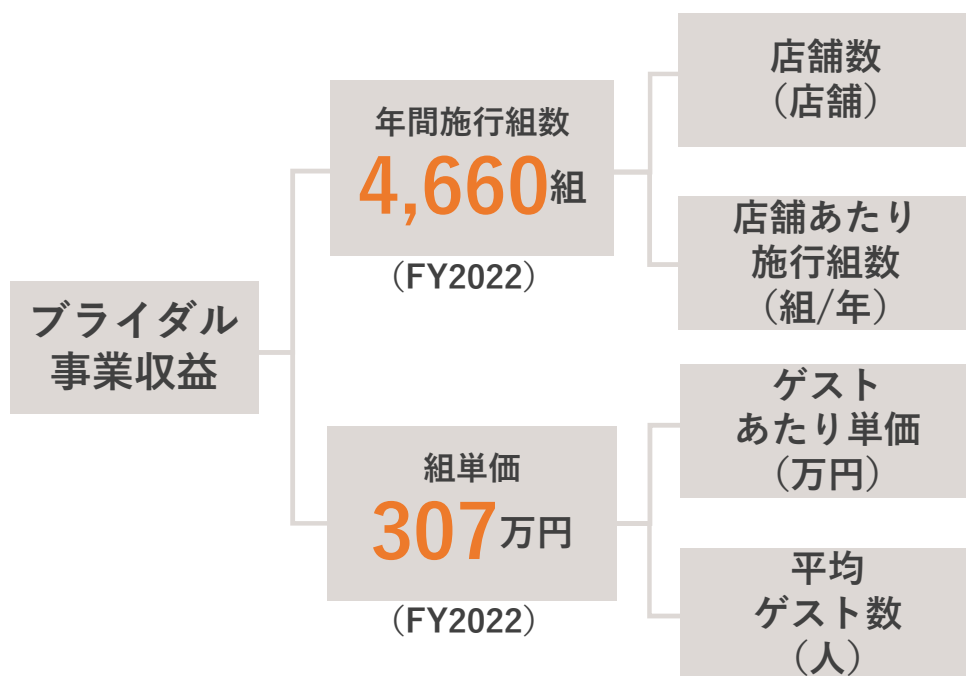 ブライダル
事業収益
年間施行組数
4,660組
（FY2022）
組単価
307万円
（FY2022）
店舗数
（店舗）
店舗あたり
施行組数
（組/年）
ゲスト
あたり単価
（万円）
平均
ゲスト数
（人）